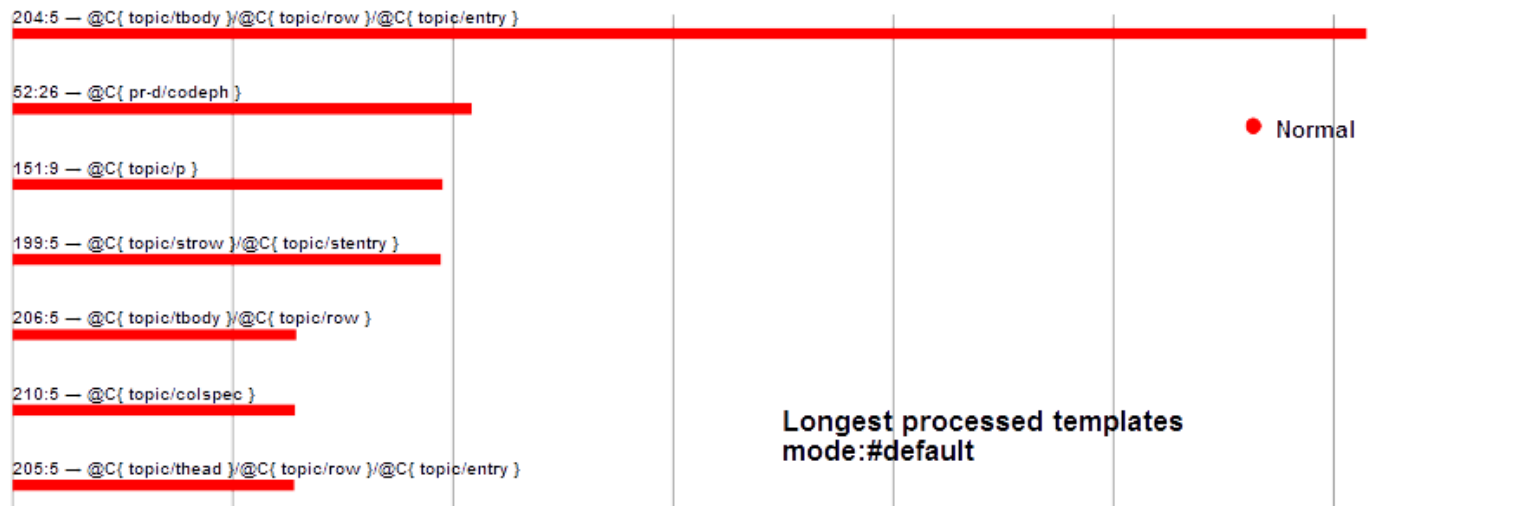 204:5 — @C{ topic/tbody }/@C{ topic/row }/@C{ topic/entry }
52:26 — @C{ pr-d/codeph }
Normal
151:9 — @C{ topic/p }
199:5 — @C{ topic/strow }/@C{ topic/stentry }
206:5 — @C{ topic/tbody }/@C{ topic/row }
210:5 — @C{ topic/colspec }
Longest processed templates
mode:#default
205:5 — @C{ topic/thead }/@C{ topic/row }/@C{ topic/entry }